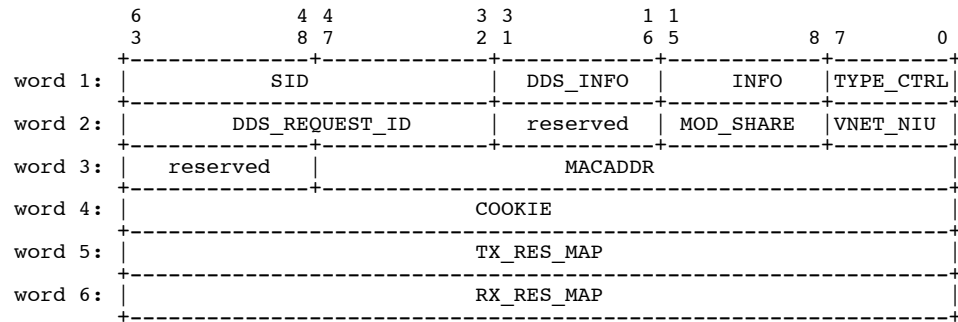 6 4 4 3 3 1 1
3 8 7 2 1 6 5 8 7 0
word 1: | SID | DDS_INFO | INFO |TYPE_CTRL|
word 2: | DDS_REQUEST_ID | reserved | MOD_SHARE |VNET_NIU |
word 3: | reserved | MACADDR |
word 4: | COOKIE |
word 5: | TX_RES_MAP |
word 6: | RX_RES_MAP |